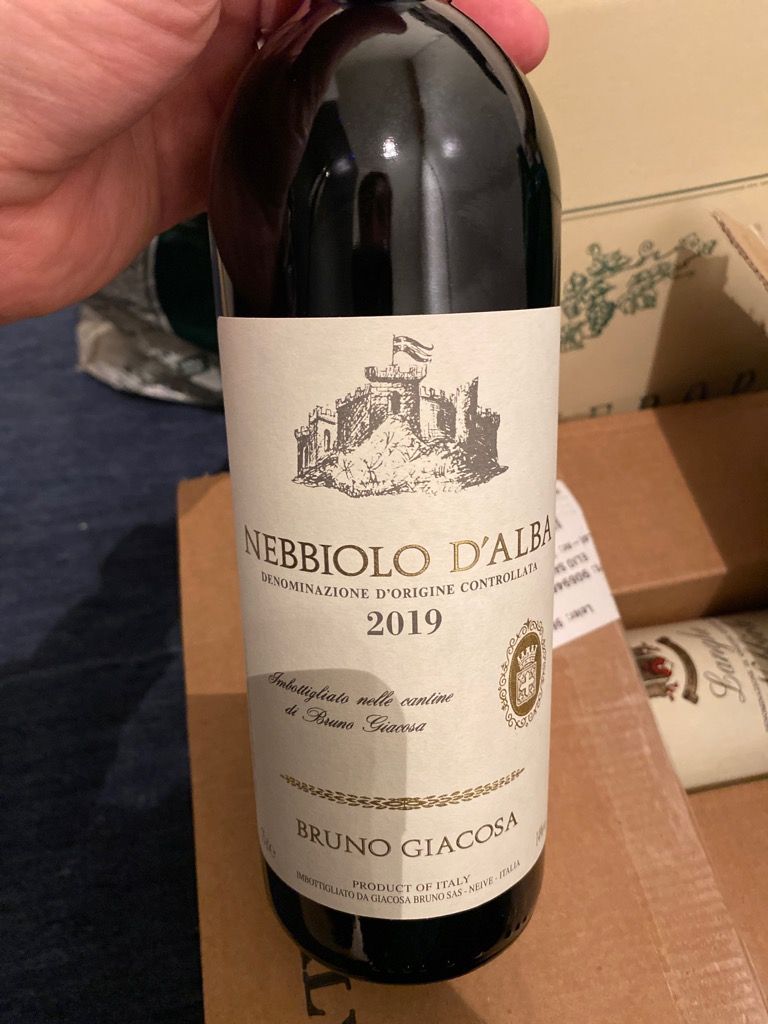 NEBBIOLO D'ALBA
DENOMINAZIONE D'ORIGINE CONTROLLATA
2019
Imbottigliato nelle cantine
di Bruno Giacosa
BRUNO GIACOSA
PRODUCT OF ITALY
IMBOTTIGLIATO DA GIACOSA BRUNO SAS - NEIVE - ITALIA
Langhe